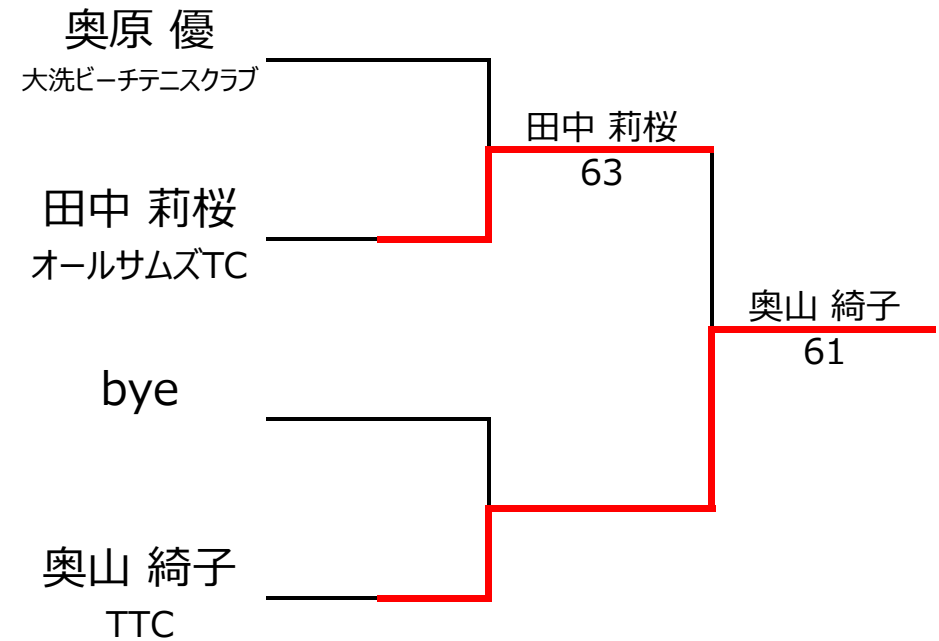 奥原 優
大洗ビーチテニスクラブ
田中 莉桜
63
田中 莉桜
オールサムズTC
奥山 綺子
61
bye
奥山 綺子
TTC